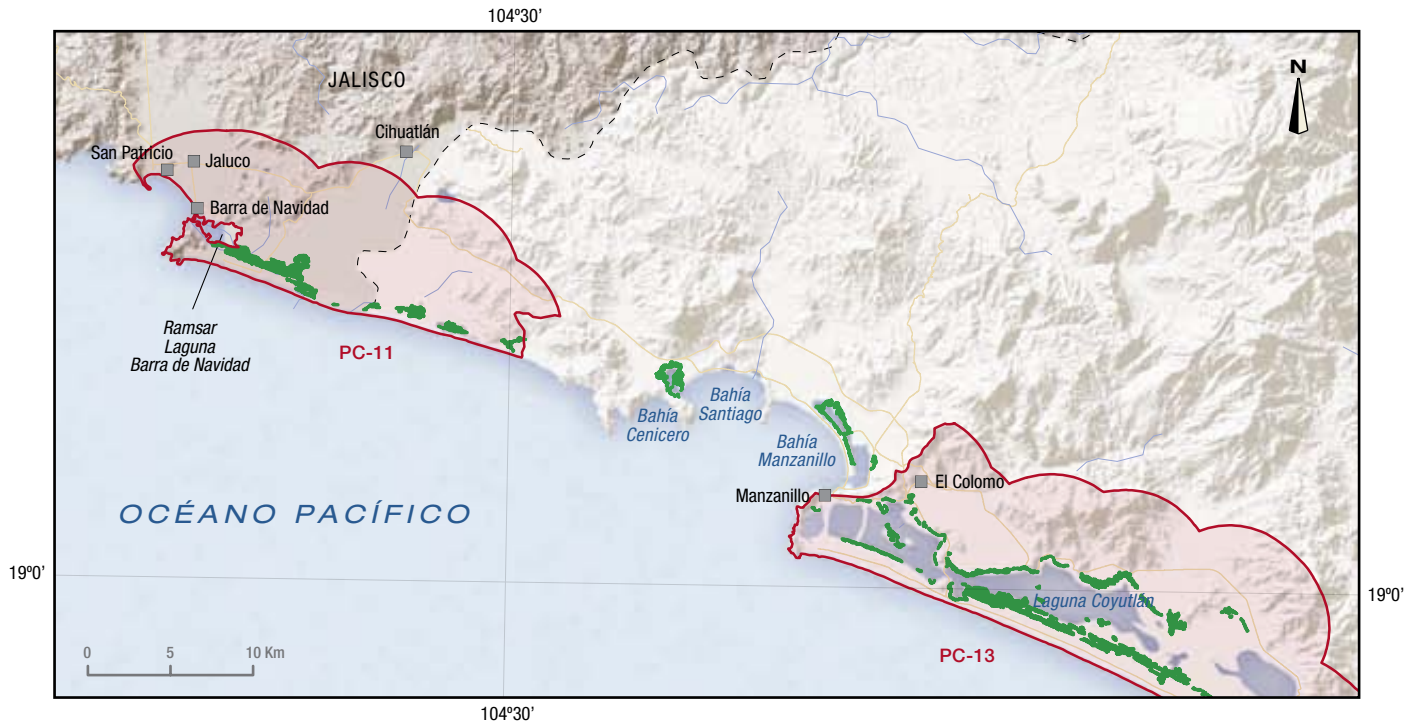 104º30’
N
JALISCO
Cihuatlán
San Patricio
Jaluco
Barra de Navidad
Ramsar
Laguna
Barra de Navidad
PC-11
Bahía
Santiago
Bahía
Cenicero
Bahía
Manzanillo
El Colomo
Manzanillo
OCÉANO PACÍFICO
19º0’
19º0’
Laguna Coyutlán
PC-13
0 5 10 Km
104º30’